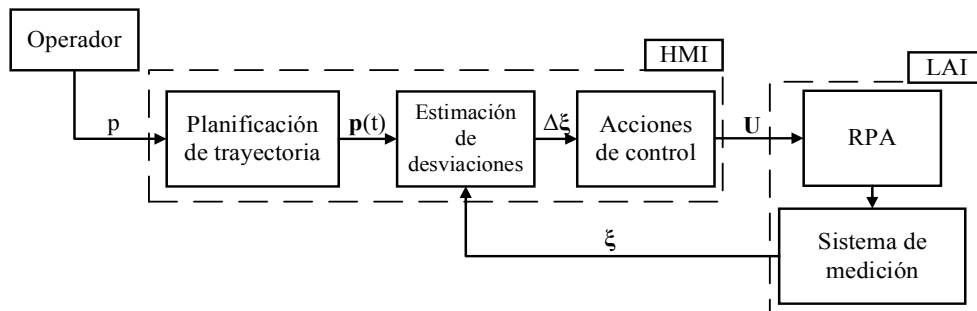 Operador
HMI
LAI
p
Planificación
de trayectoria
p(t)
Estimación
de
desviaciones
Δξ
Acciones
de control
U
RPA
ξ
Sistema de
medición